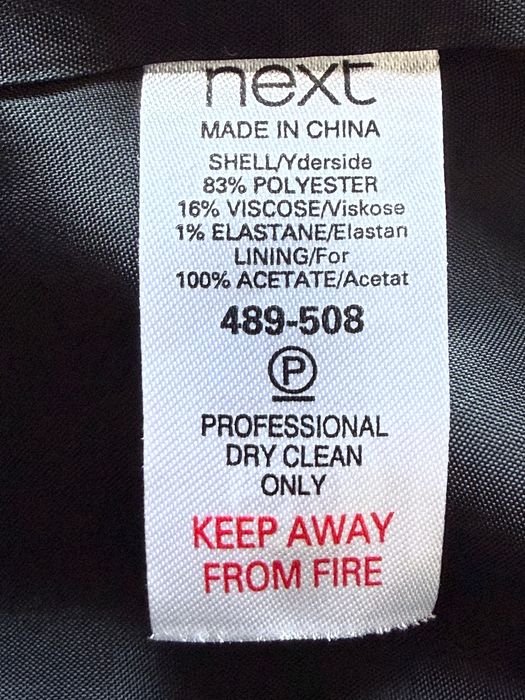 next
MADE IN CHINA
SHELL/Yderside
83% POLYESTER
16% VISCOSE/Viskose
1% ELASTANE/Elastan
LINING/For
100% ACETATE/Acetat
489-508
P
PROFESSIONAL
DRY CLEAN
ONLY
KEEP AWAY
FROM FIRE